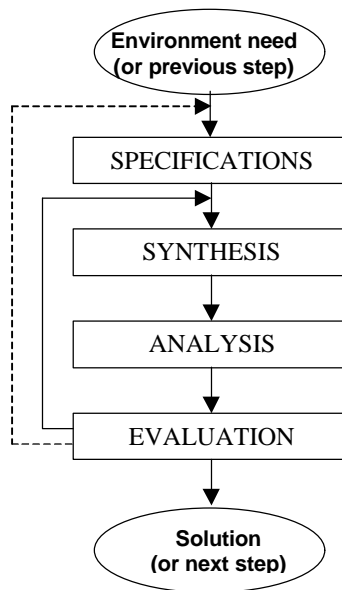 Environment need
(or previous step)
SPECIFICATIONS
SYNTHESIS
ANALYSIS
EVALUATION
Solution
(or next step)